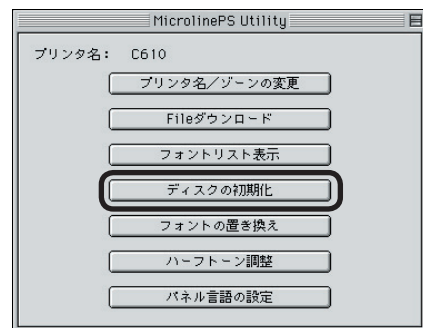 MicrolinePS Utility
プリンタ名： C610
プリンタ名／ゾーンの変更
Fileダウンロード
フォントリスト表示
ディスクの初期化
フォントの置き換え
ハーフトーン調整
パネル言語の設定